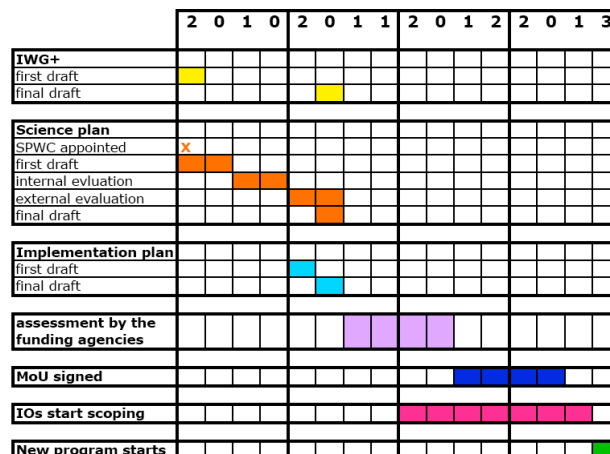 2 0 1 0 2 0 1 1 2 0 1 2 2 0 1 3
IWG+
first draft
final draft
Science plan
SPWC appointed x
first draft
internal evluation
external evaluation
final draft
Implementation plan
first draft
final draft
assessment by the
funding agencies
MoU signed
IOs start scoping
New program starts